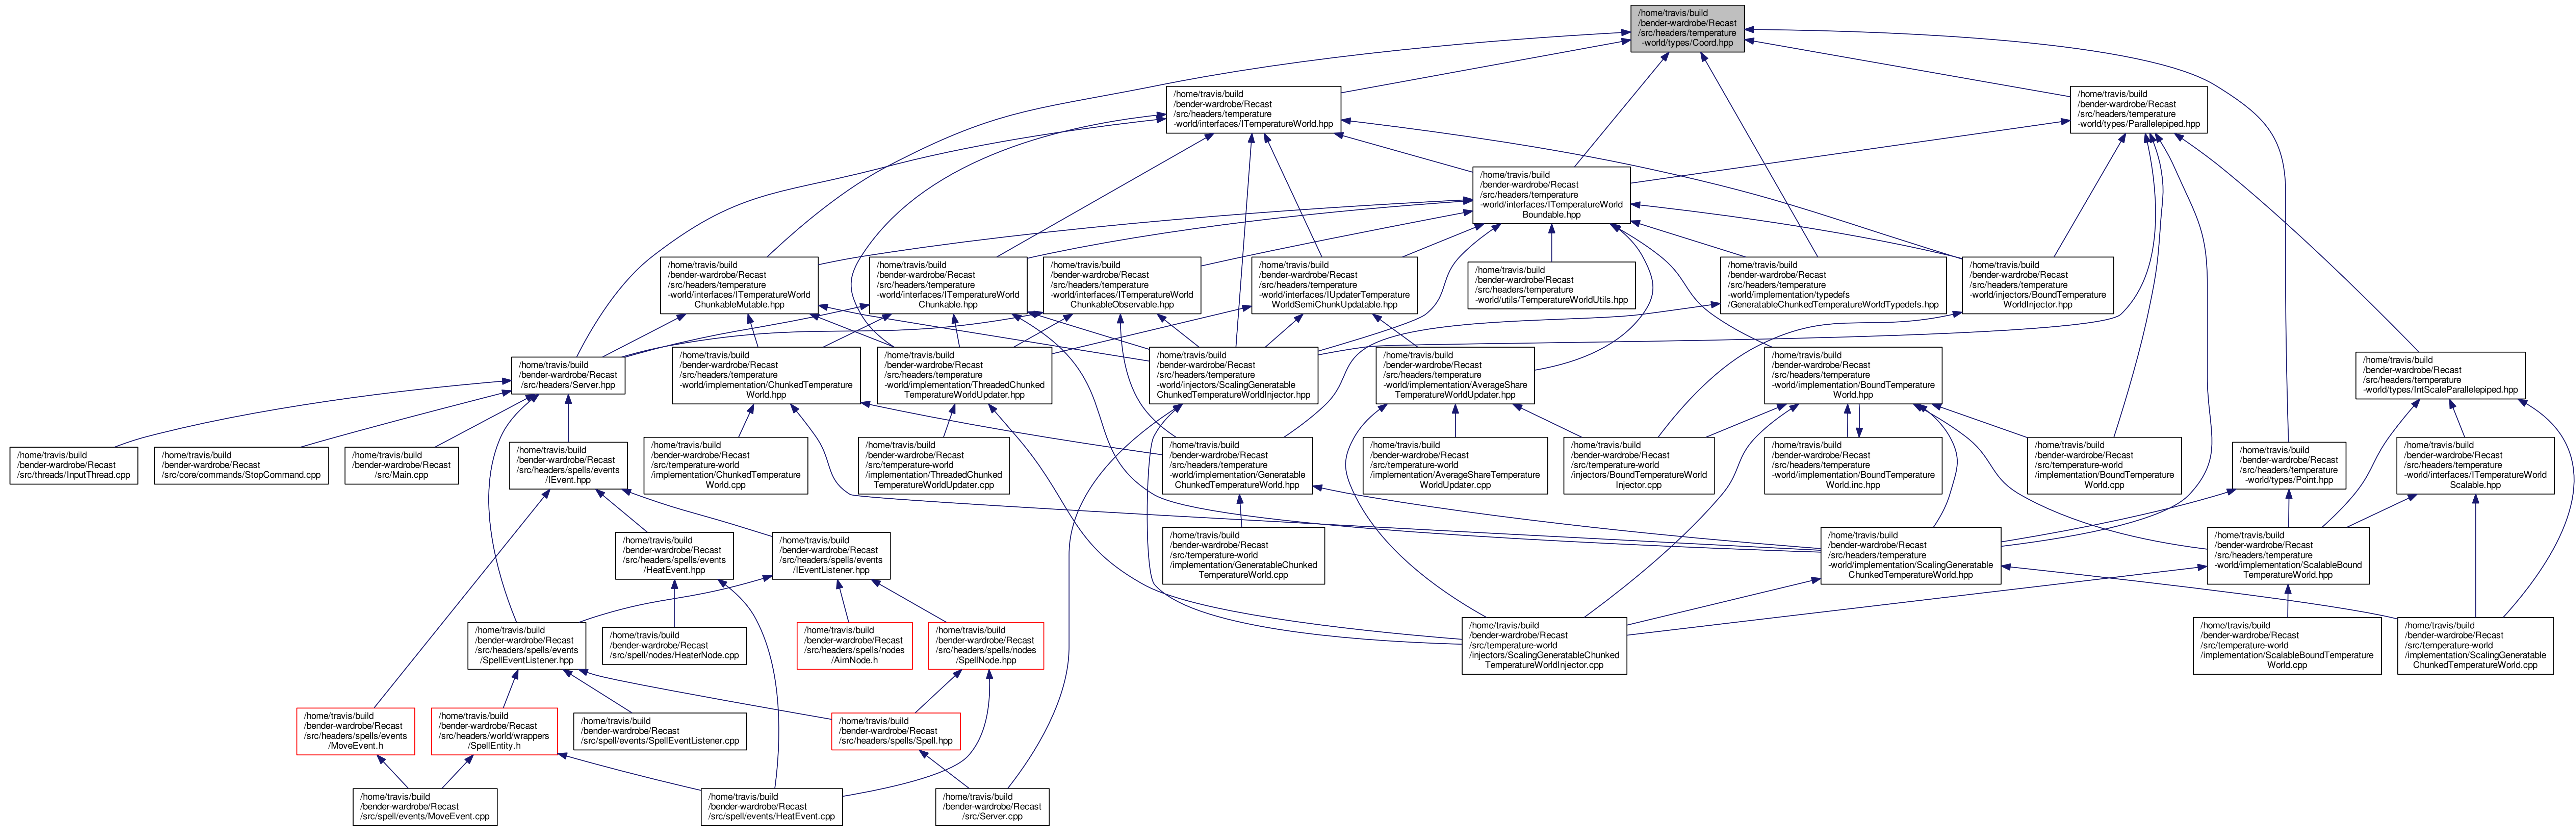 /home/travis/build
/bender-wardrobe/Recast
/src/headers/temperature
-world/types/Coord.hpp
/home/travis/build
/bender-wardrobe/Recast
/src/headers/temperature
-world/interfaces/ITemperatureWorld.hpp
/home/travis/build
/bender-wardrobe/Recast
/src/headers/temperature
-world/types/Parallelepiped.hpp
/home/travis/build
/bender-wardrobe/Recast
/src/headers/temperature
-world/interfaces/ITemperatureWorld
Boundable.hpp
/home/travis/build
/bender-wardrobe/Recast
/src/headers/temperature
-world/interfaces/ITemperatureWorld
ChunkableMutable.hpp
/home/travis/build
/bender-wardrobe/Recast
/src/headers/temperature
-world/interfaces/ITemperatureWorld
Chunkable.hpp
/home/travis/build
/bender-wardrobe/Recast
/src/headers/temperature
-world/interfaces/ITemperatureWorld
ChunkableObservable.hpp
/home/travis/build
/bender-wardrobe/Recast
/src/headers/temperature
-world/interfaces/IUpdaterTemperature
WorldSemiChunkUpdatable.hpp
/home/travis/build
/bender-wardrobe/Recast
/src/headers/temperature
-world/utils/TemperatureWorldUtils.hpp
/home/travis/build
/bender-wardrobe/Recast
/src/headers/temperature
-world/implementation/typedefs
/GeneratableChunkedTemperatureWorldTypedefs.hpp
/home/travis/build
/bender-wardrobe/Recast
/src/headers/temperature
-world/injectors/BoundTemperature
WorldInjector.hpp
/home/travis/build
/bender-wardrobe/Recast
/src/headers/Server.hpp
/home/travis/build
/bender-wardrobe/Recast
/src/headers/temperature
-world/implementation/ChunkedTemperature
World.hpp
/home/travis/build
/bender-wardrobe/Recast
/src/headers/temperature
-world/implementation/ThreadedChunked
TemperatureWorldUpdater.hpp
/home/travis/build
/bender-wardrobe/Recast
/src/headers/temperature
-world/injectors/ScalingGeneratable
ChunkedTemperatureWorldInjector.hpp
/home/travis/build
/bender-wardrobe/Recast
/src/headers/temperature
-world/implementation/AverageShare
TemperatureWorldUpdater.hpp
/home/travis/build
/bender-wardrobe/Recast
/src/headers/temperature
-world/implementation/BoundTemperature
World.hpp
/home/travis/build
/bender-wardrobe/Recast
/src/headers/temperature
-world/types/IntScaleParallelepiped.hpp
/home/travis/build
/bender-wardrobe/Recast
/src/threads/InputThread.cpp
/home/travis/build
/bender-wardrobe/Recast
/src/core/commands/StopCommand.cpp
/home/travis/build
/bender-wardrobe/Recast
/src/Main.cpp
/home/travis/build
/bender-wardrobe/Recast
/src/headers/spells/events
/IEvent.hpp
/home/travis/build
/bender-wardrobe/Recast
/src/temperature-world
/implementation/ChunkedTemperature
World.cpp
/home/travis/build
/bender-wardrobe/Recast
/src/temperature-world
/implementation/ThreadedChunked
TemperatureWorldUpdater.cpp
/home/travis/build
/bender-wardrobe/Recast
/src/headers/temperature
-world/implementation/Generatable
ChunkedTemperatureWorld.hpp
/home/travis/build
/bender-wardrobe/Recast
/src/temperature-world
/implementation/AverageShareTemperature
WorldUpdater.cpp
/home/travis/build
/bender-wardrobe/Recast
/src/temperature-world
/injectors/BoundTemperatureWorld
Injector.cpp
/home/travis/build
/bender-wardrobe/Recast
/src/headers/temperature
-world/implementation/BoundTemperature
World.inc.hpp
/home/travis/build
/bender-wardrobe/Recast
/src/temperature-world
/implementation/BoundTemperature
World.cpp
/home/travis/build
/bender-wardrobe/Recast
/src/headers/temperature
-world/types/Point.hpp
/home/travis/build
/bender-wardrobe/Recast
/src/headers/temperature
-world/interfaces/ITemperatureWorld
Scalable.hpp
/home/travis/build
/bender-wardrobe/Recast
/src/headers/spells/events
/HeatEvent.hpp
/home/travis/build
/bender-wardrobe/Recast
/src/headers/spells/events
/IEventListener.hpp
/home/travis/build
/bender-wardrobe/Recast
/src/temperature-world
/implementation/GeneratableChunked
TemperatureWorld.cpp
/home/travis/build
/bender-wardrobe/Recast
/src/headers/temperature
-world/implementation/ScalingGeneratable
ChunkedTemperatureWorld.hpp
/home/travis/build
/bender-wardrobe/Recast
/src/headers/temperature
-world/implementation/ScalableBound
TemperatureWorld.hpp
/home/travis/build
/bender-wardrobe/Recast
/src/headers/spells/events
/SpellEventListener.hpp
/home/travis/build
/bender-wardrobe/Recast
/src/spell/nodes/HeaterNode.cpp
/home/travis/build
/bender-wardrobe/Recast
/src/headers/spells/nodes
/AimNode.h
/home/travis/build
/bender-wardrobe/Recast
/src/headers/spells/nodes
/SpellNode.hpp
/home/travis/build
/bender-wardrobe/Recast
/src/temperature-world
/injectors/ScalingGeneratableChunked
TemperatureWorldInjector.cpp
/home/travis/build
/bender-wardrobe/Recast
/src/temperature-world
/implementation/ScalableBoundTemperature
World.cpp
/home/travis/build
/bender-wardrobe/Recast
/src/temperature-world
/implementation/ScalingGeneratable
ChunkedTemperatureWorld.cpp
/home/travis/build
/bender-wardrobe/Recast
/src/headers/spells/events
/MoveEvent.h
/home/travis/build
/bender-wardrobe/Recast
/src/headers/world/wrappers
/SpellEntity.h
/home/travis/build
/bender-wardrobe/Recast
/src/spell/events/SpellEventListener.cpp
/home/travis/build
/bender-wardrobe/Recast
/src/headers/spells/Spell.hpp
/home/travis/build
/bender-wardrobe/Recast
/src/spell/events/MoveEvent.cpp
/home/travis/build
/bender-wardrobe/Recast
/src/spell/events/HeatEvent.cpp
/home/travis/build
/bender-wardrobe/Recast
/src/Server.cpp